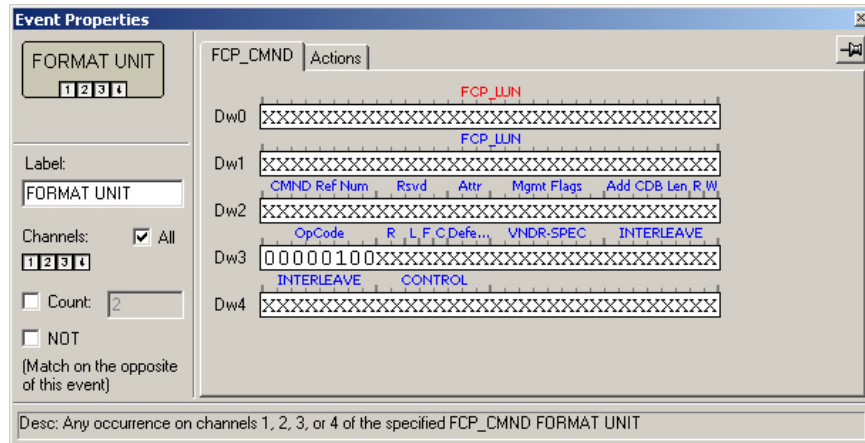 Event Properties
FORMAT UNIT
1 2 3 4
Label:
FORMAT UNIT
Channels: All
1 2 3 4
Count: 2
NOT
(Match on the opposite
of this event)
FCP_CMND Actions
FCP_LUN
Dw0 XXXXXXXXXXXXXXXXXXXXXXXXXXXXXXXX
FCP_LUN
Dw1 XXXXXXXXXXXXXXXXXXXXXXXXXXXXXXXX
CMND Ref Num Rsvd Attr Mgmt Flags Add CDB Len R W
Dw2 XXXXXXXXXXXXXXXXXXXXXXXXXXXXXXXX
OpCode R L F C Defe... VNDR-SPEC INTERLEAVE
Dw3 00000100XXXXXXXXXXXXXXXXXXXXXXXX
INTERLEAVE CONTROL
Dw4 XXXXXXXXXXXXXXXXXXXXXXXXXXXXXXXX
Desc: Any occurrence on channels 1, 2, 3, or 4 of the specified FCP_CMND FORMAT UNIT